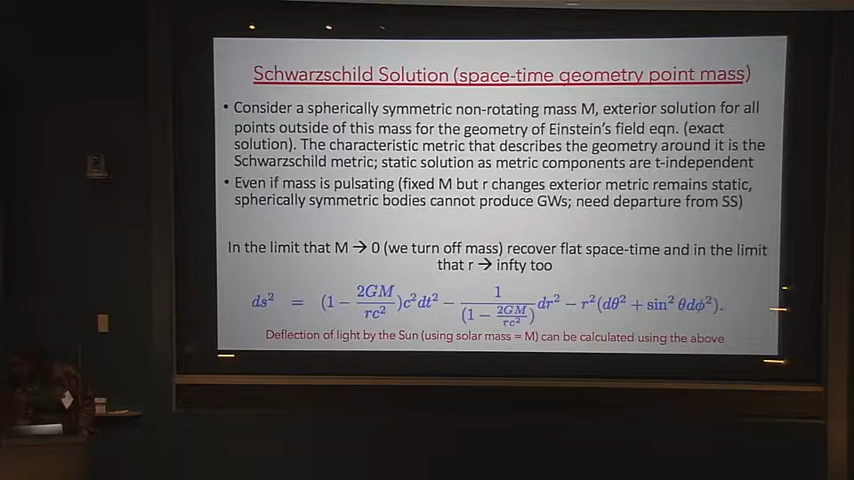 Schwarzschild Solution (space-time geometry point mass)
• Consider a spherically symmetric non-rotating mass M, exterior solution for all
points outside of this mass for the geometry of Einstein's field eqn. (exact
solution). The characteristic metric that describes the geometry around it is the
Schwarzschild metric; static solution as metric components are t-independent
• Even if mass is pulsating (fixed M but r changes exterior metric remains static,
spherically symmetric bodies cannot produce GWs; need departure from SS)
In the limit that M → 0 (we turn off mass) recover flat space-time and in the limit
that r → infty too
ds² = (1 − 2GM/rc²)c²dt² − 1/(1 − 2GM/rc²) dr² − r²(dθ² + sin² θdϕ²).
Deflection of light by the Sun (using solar mass = M) can be calculated using the above